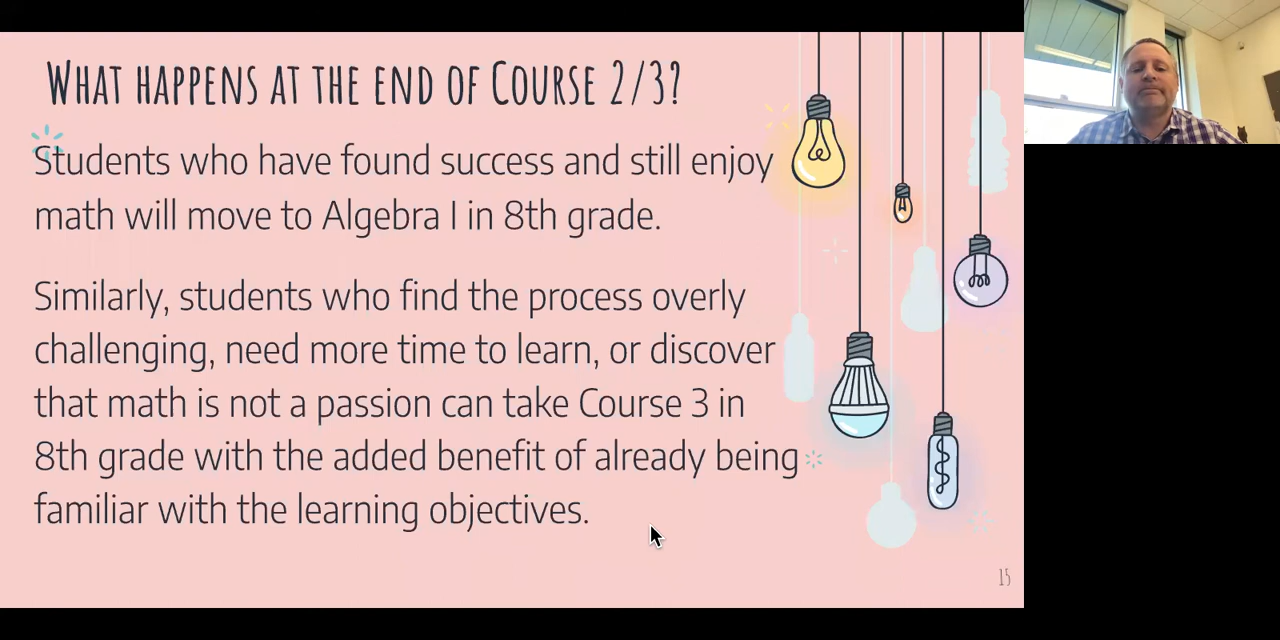 What happens at the end of Course 2/3?
Students who have found success and still enjoy
math will move to Algebra I in 8th grade.
Similarly, students who find the process overly
challenging, need more time to learn, or discover
that math is not a passion can take Course 3 in
8th grade with the added benefit of already being
familiar with the learning objectives.
15